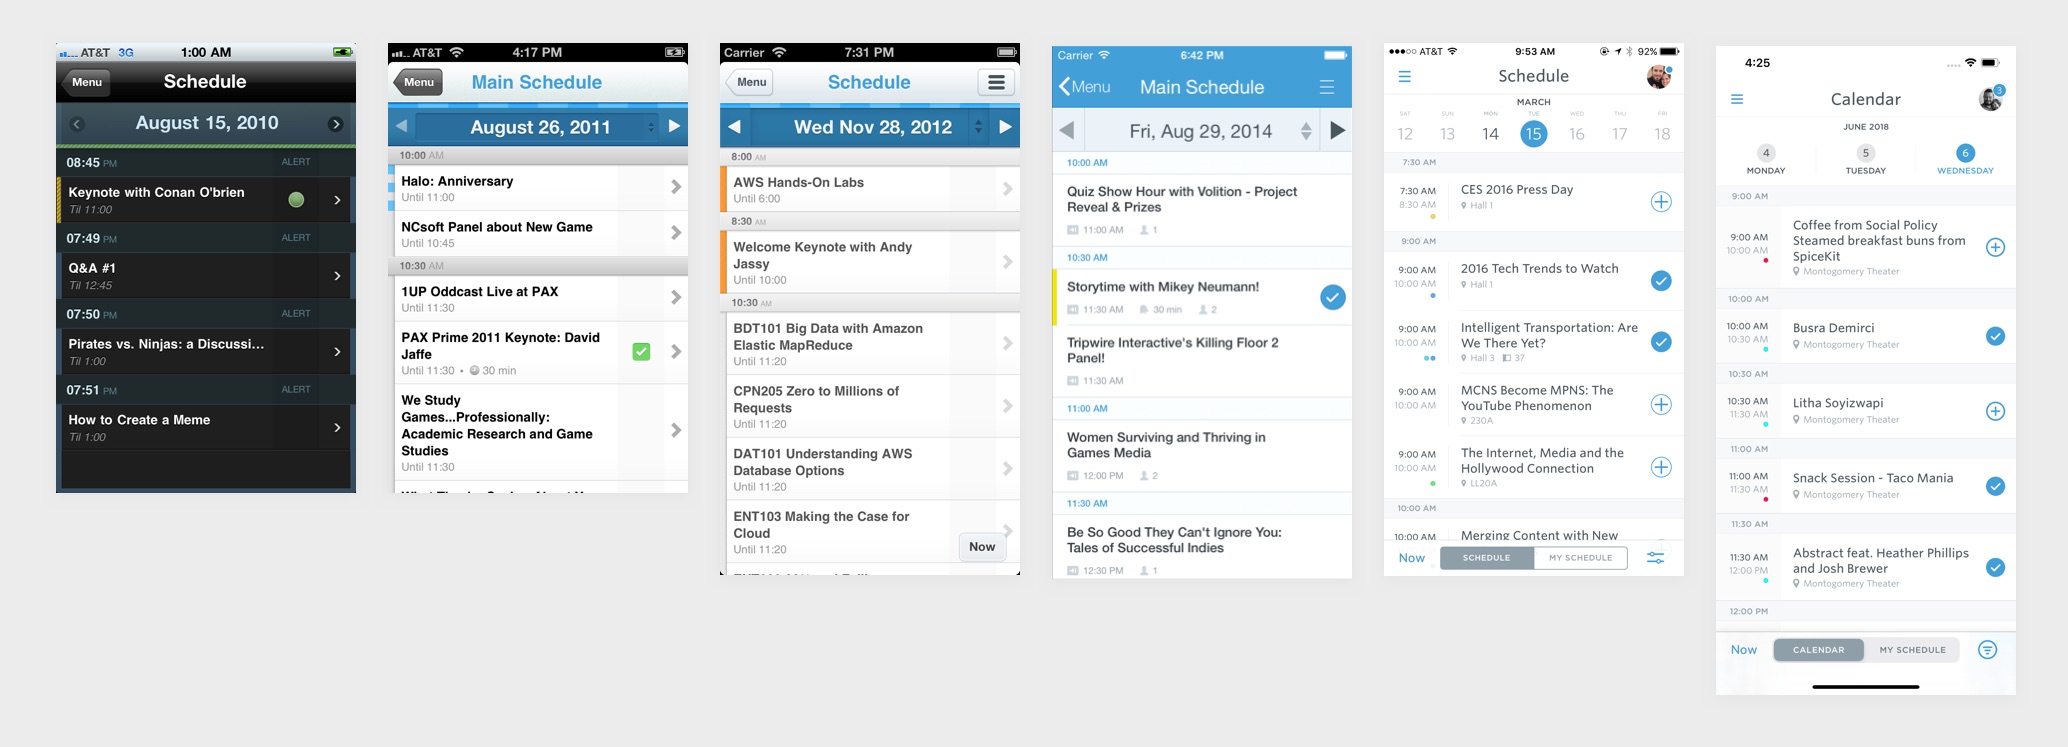 AT&T 3G 1:00 AM
Menu Schedule
August 15, 2010
08:45 PM ALERT
Keynote with Conan O'brien
Til 11:00
07:49 PM ALERT
Q&A #1
Til 12:45
07:50 PM ALERT
Pirates vs. Ninjas: a Discussi...
Til 1:00
07:51 PM ALERT
How to Create a Meme
Til 1:00
AT&T 4:17 PM
Menu Main Schedule
August 26, 2011
10:00 AM
Halo: Anniversary
Until 11:00
NCsoft Panel about New Game
Until 10:45
10:30 AM
1UP Oddcast Live at PAX
Until 11:30
PAX Prime 2011 Keynote: David
Jaffe
Until 11:30 • 30 min
We Study
Games...Professionally:
Academic Research and Game
Studies
Until 11:30
Carrier 7:31 PM
Menu Schedule
Wed Nov 28, 2012
8:00 AM
AWS Hands-On Labs
Until 6:00
8:30 AM
Welcome Keynote with Andy
Jassy
Until 10:00
10:30 AM
BDT101 Big Data with Amazon
Elastic MapReduce
Until 11:20
CPN205 Zero to Millions of
Requests
Until 11:20
DAT101 Understanding AWS
Database Options
Until 11:20
ENT103 Making the Case for
Cloud
Until 11:20
Now
Carrier 6:42 PM
Menu Main Schedule
Fri, Aug 29, 2014
10:00 AM
Quiz Show Hour with Volition - Project
Reveal & Prizes
11:00 AM 1
10:30 AM
Storytime with Mikey Neumann!
11:30 AM 30 min 2
Tripwire Interactive's Killing Floor 2
Panel!
11:30 AM
11:00 AM
Women Surviving and Thriving in
Games Media
12:00 PM 2
11:30 AM
Be So Good They Can't Ignore You:
Tales of Successful Indies
12:30 PM 1
AT&T 9:53 AM 92%
Schedule
MARCH
SAT SUN MON TUE WED THU FRI
12 13 14 15 16 17 18
7:30 AM
7:30 AM CES 2016 Press Day
8:30 AM Hall 1
9:00 AM
9:00 AM 2016 Tech Trends to Watch
10:00 AM Hall 1
9:00 AM Intelligent Transportation: Are
10:00 AM We There Yet?
Hall 3 37
9:00 AM MCNS Become MPNS: The
10:00 AM YouTube Phenomenon
230A
9:00 AM The Internet, Media and the
10:00 AM Hollywood Connection
LL20A
10:00 AM
10:00 AM Merging Content with New
Now SCHEDULE MY SCHEDULE
4:25
Calendar 3
JUNE 2018
4 5 6
MONDAY TUESDAY WEDNESDAY
9:00 AM
Coffee from Social Policy
9:00 AM Steamed breakfast buns from
10:00 AM SpiceKit
Montogomery Theater
10:00 AM
10:00 AM Busra Demirci
10:30 AM Montogomery Theater
10:30 AM
10:30 AM Litha Soyizwapi
11:30 AM Montogomery Theater
11:00 AM
11:00 AM Snack Session - Taco Mania
11:30 AM Montogomery Theater
11:30 AM
11:30 AM Abstract feat. Heather Phillips
12:00 PM and Josh Brewer
Montogomery Theater
12:00 PM
Now CALENDAR MY SCHEDULE